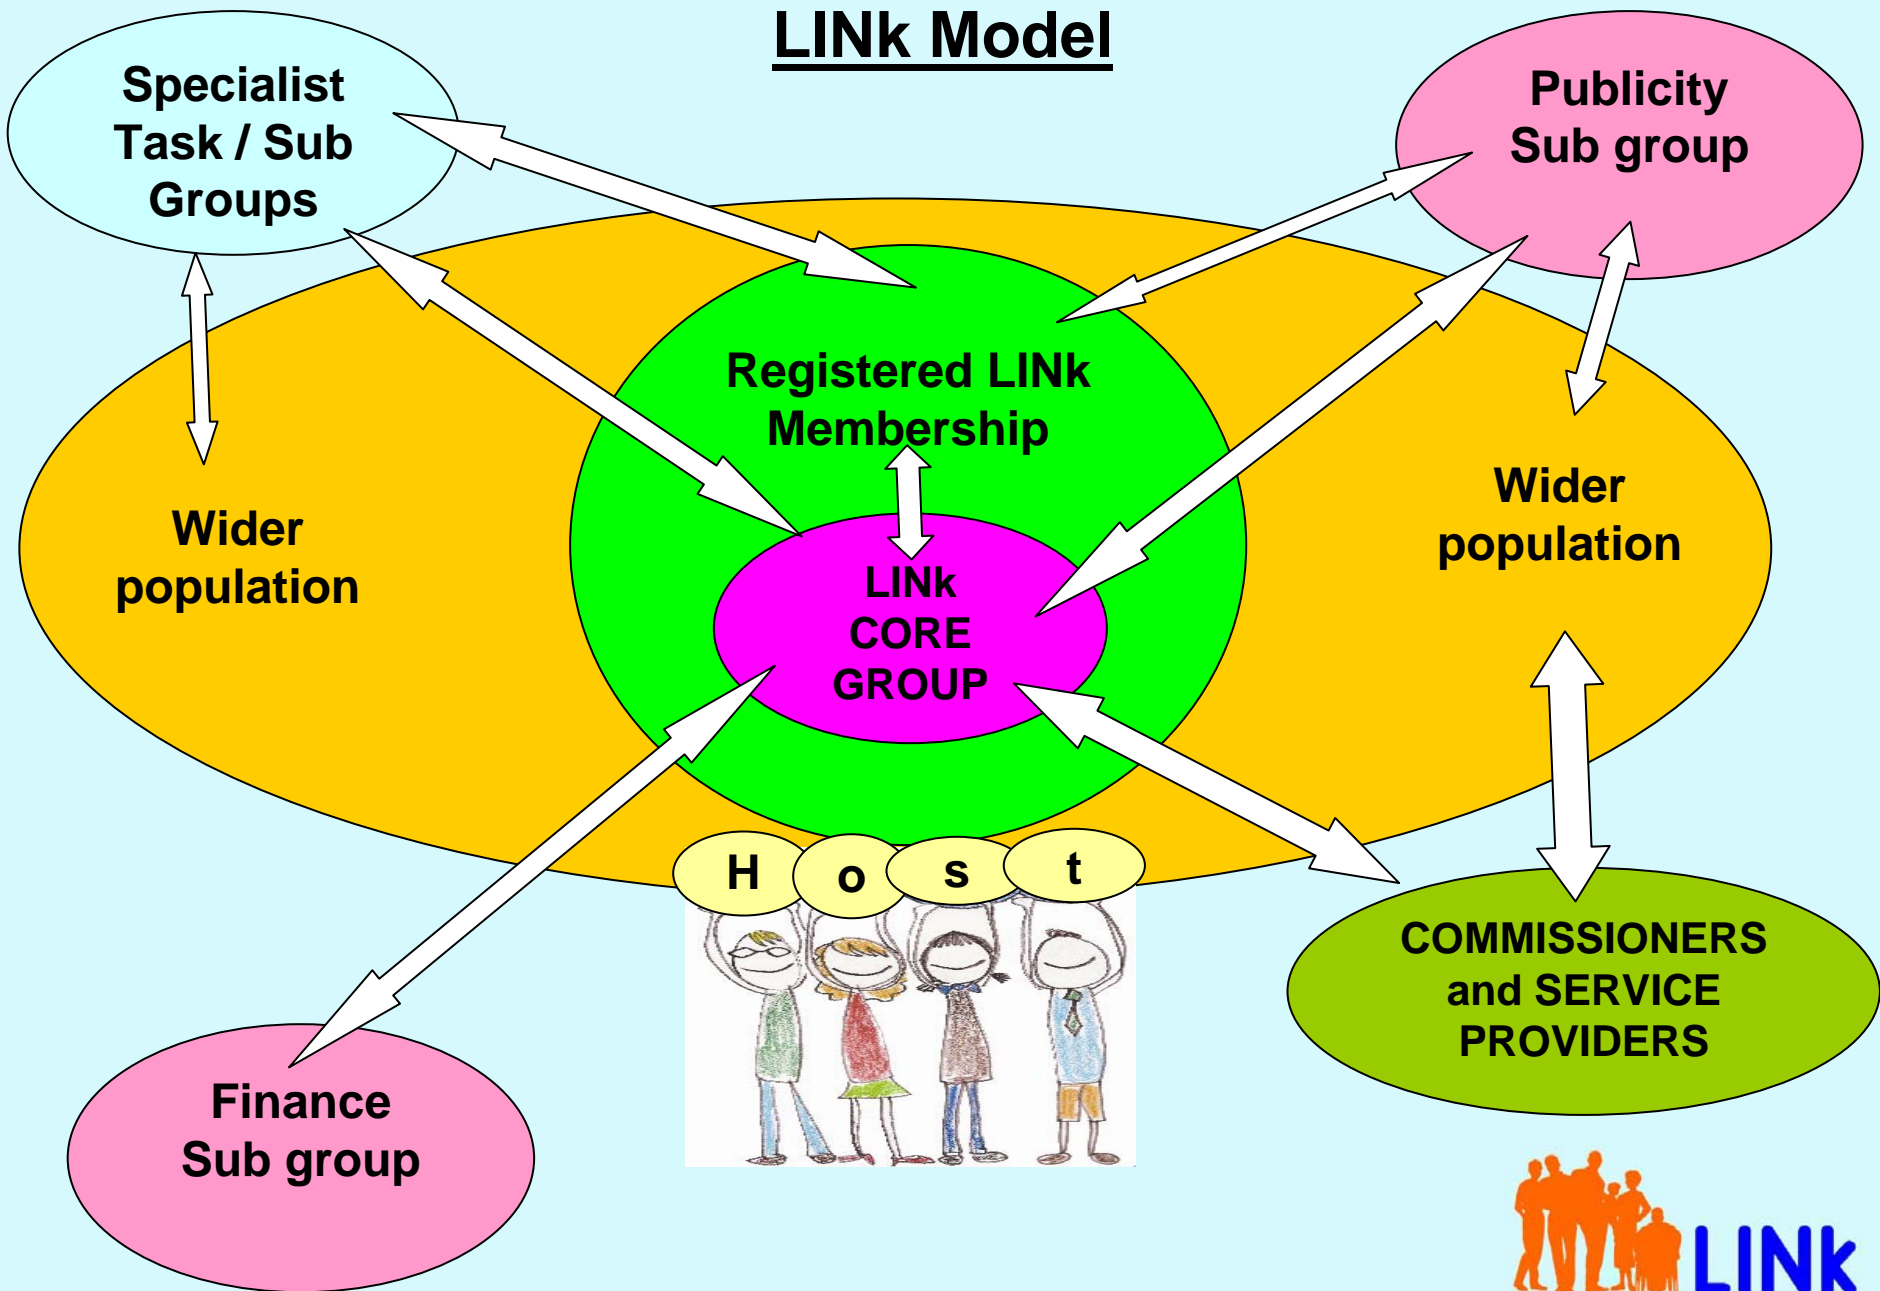 LINk Model
Specialist
Task / Sub
Groups
Publicity
Sub group
Registered LINk
Membership
Wider
population
Wider
population
LINk
CORE
GROUP
H o s t
COMMISSIONERS
and SERVICE
PROVIDERS
Finance
Sub group
LINk